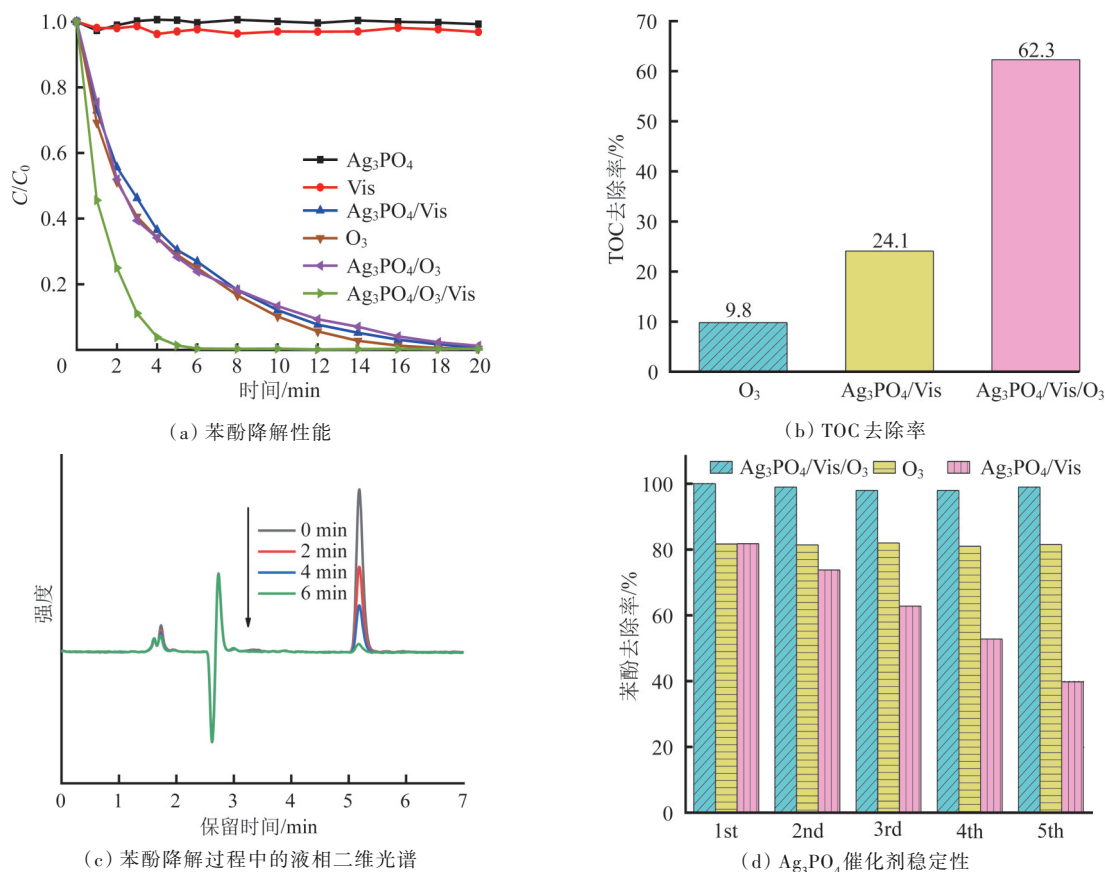 1.0
0.8
0.6
0.4
0.2
0
2
4
6
8
10
12
14
16
18
20
C/C₀
时间/min
Ag₃PO₄
Vis
Ag₃PO₄/Vis
O₃
Ag₃PO₄/O₃
Ag₃PO₄/O₃/Vis
(a) 苯酚降解性能
70
60
50
40
30
20
10
0
TOC去除率/%
9.8
24.1
62.3
O₃
Ag₃PO₄/Vis
Ag₃PO₄/Vis/O₃
(b) TOC去除率
强度
0 min
2 min
4 min
6 min
0
1
2
3
4
5
6
7
保留时间/min
(c) 苯酚降解过程中的液相二维光谱
Ag₃PO₄/Vis/O₃
O₃
Ag₃PO₄/Vis
100
80
60
40
20
0
苯酚去除率/%
1st
2nd
3rd
4th
5th
(d) Ag₃PO₄催化剂稳定性